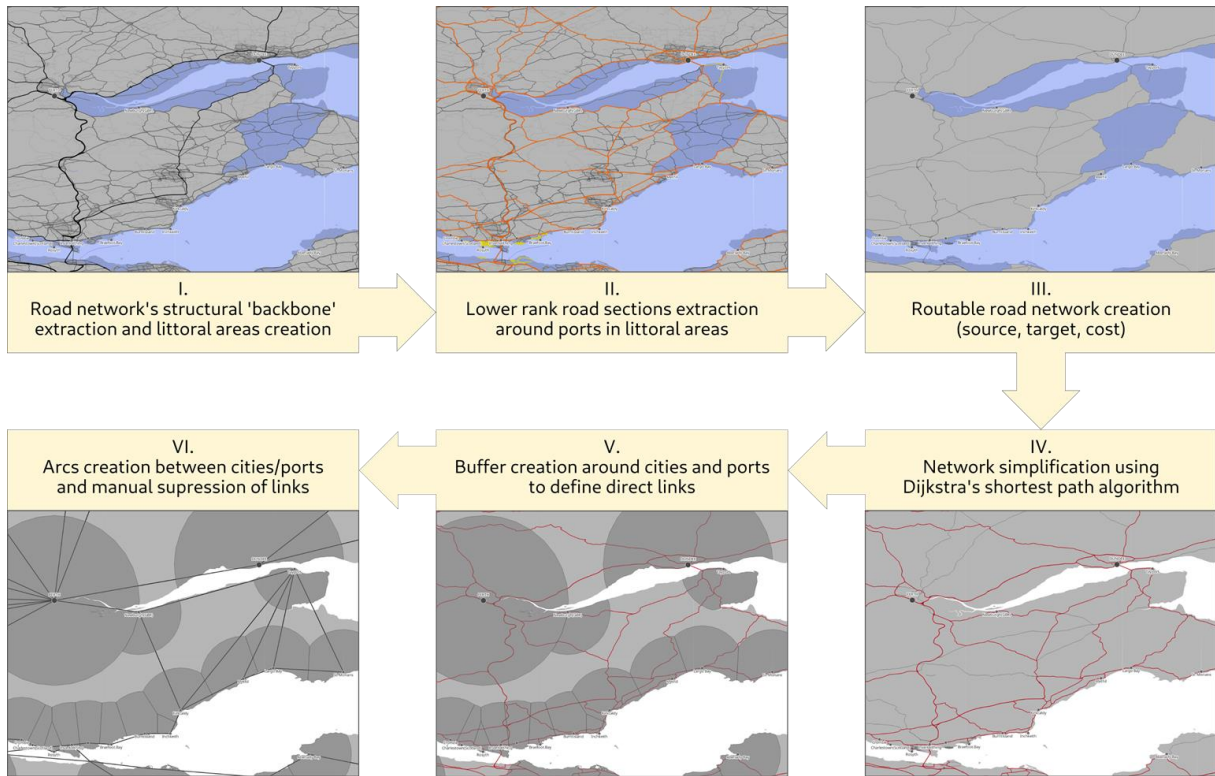 I.
Road network's structural 'backbone'
extraction and littoral areas creation
II.
Lower rank road sections extraction
around ports in littoral areas
III.
Routable road network creation
(source, target, cost)
VI.
Arcs creation between cities/ports
and manual supression of links
V.
Buffer creation around cities and ports
to define direct links
IV.
Network simplification using
Dijkstra's shortest path algorithm